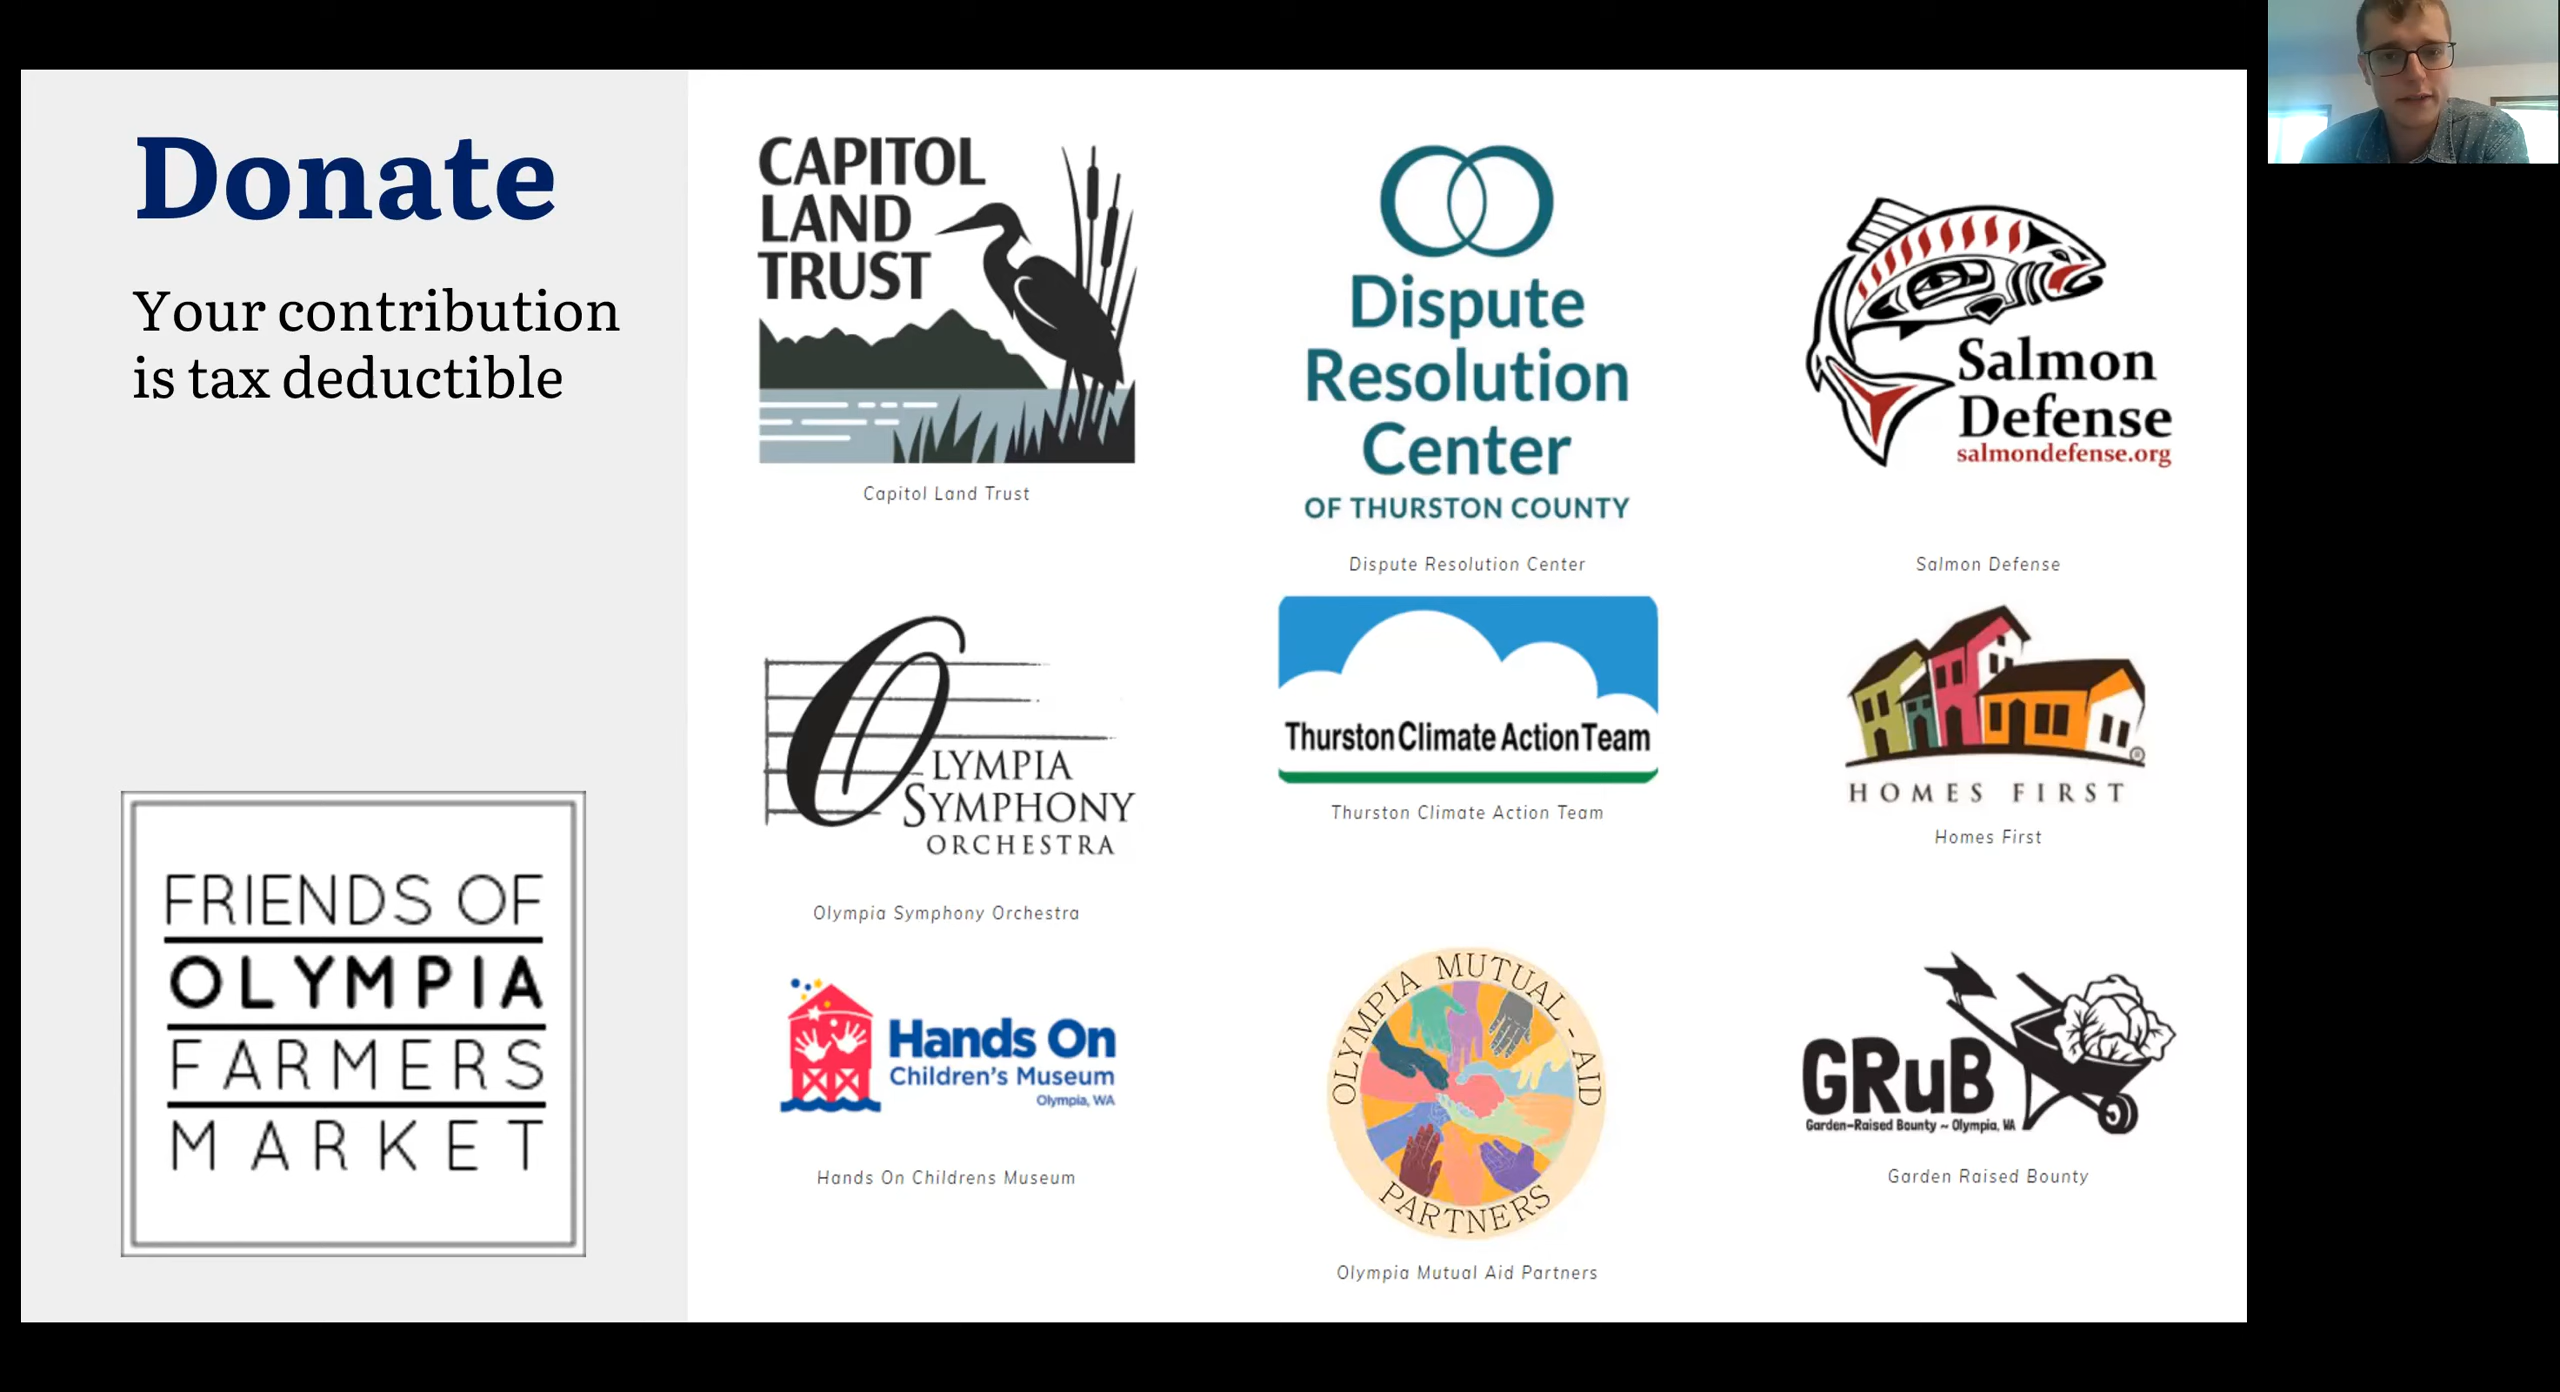 Donate
Your contribution
is tax deductible
FRIENDS OF
OLYMPIA
FARMERS
MARKET
CAPITOL
LAND
TRUST
Capitol Land Trust
Dispute
Resolution
Center
OF THURSTON COUNTY
Dispute Resolution Center
Salmon
Defense
salmondefense.org
Salmon Defense
OLYMPIA
SYMPHONY
ORCHESTRA
Olympia Symphony Orchestra
Thurston Climate Action Team
Thurston Climate Action Team
HOMES FIRST
Homes First
Hands On
Children's Museum
Olympia, WA
Hands On Childrens Museum
OLYMPIA MUTUAL-AID
PARTNERS
Olympia Mutual Aid Partners
GRuB
Garden-Raised Bounty ~ Olympia, WA
Garden Raised Bounty